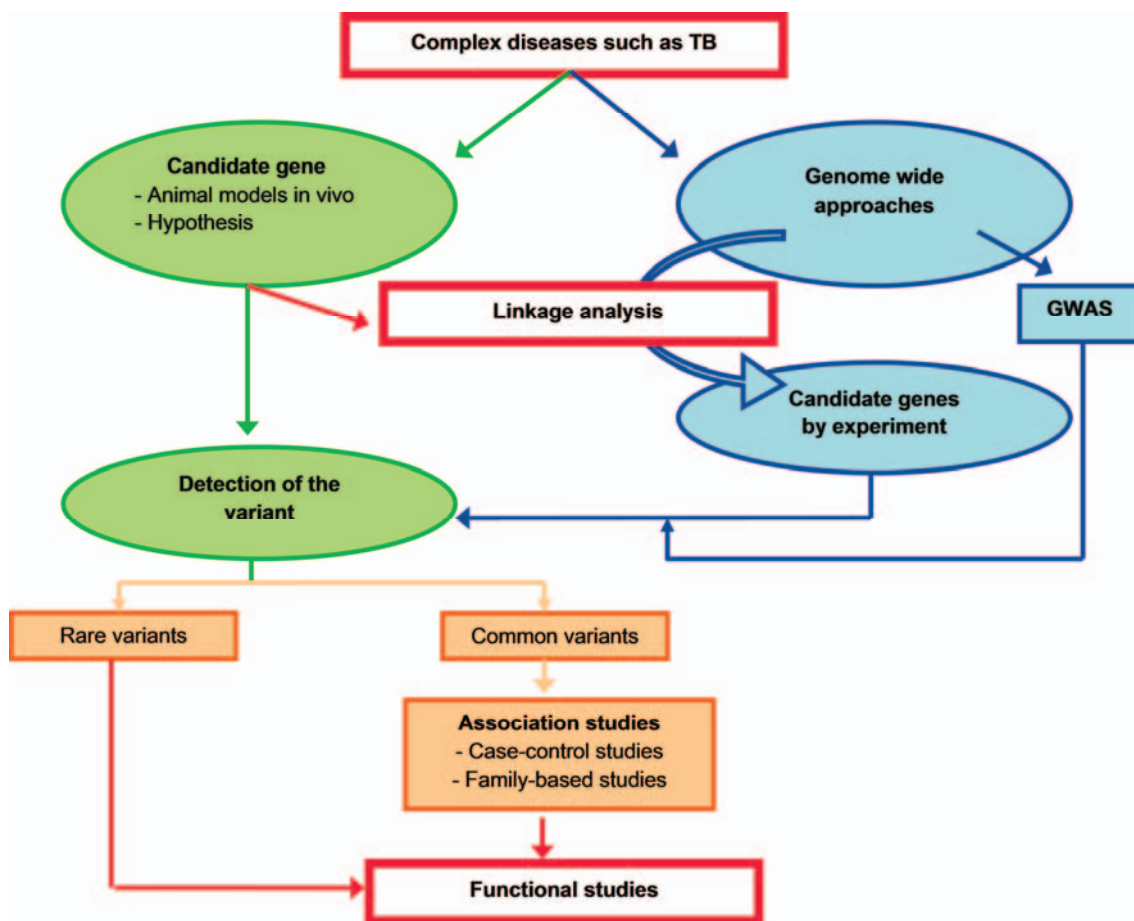 Complex diseases such as TB
Candidate gene
- Animal models in vivo
- Hypothesis
Genome wide
approaches
Linkage analysis
GWAS
Candidate genes
by experiment
Detection of the
variant
Rare variants
Common variants
Association studies
- Case-control studies
- Family-based studies
Functional studies